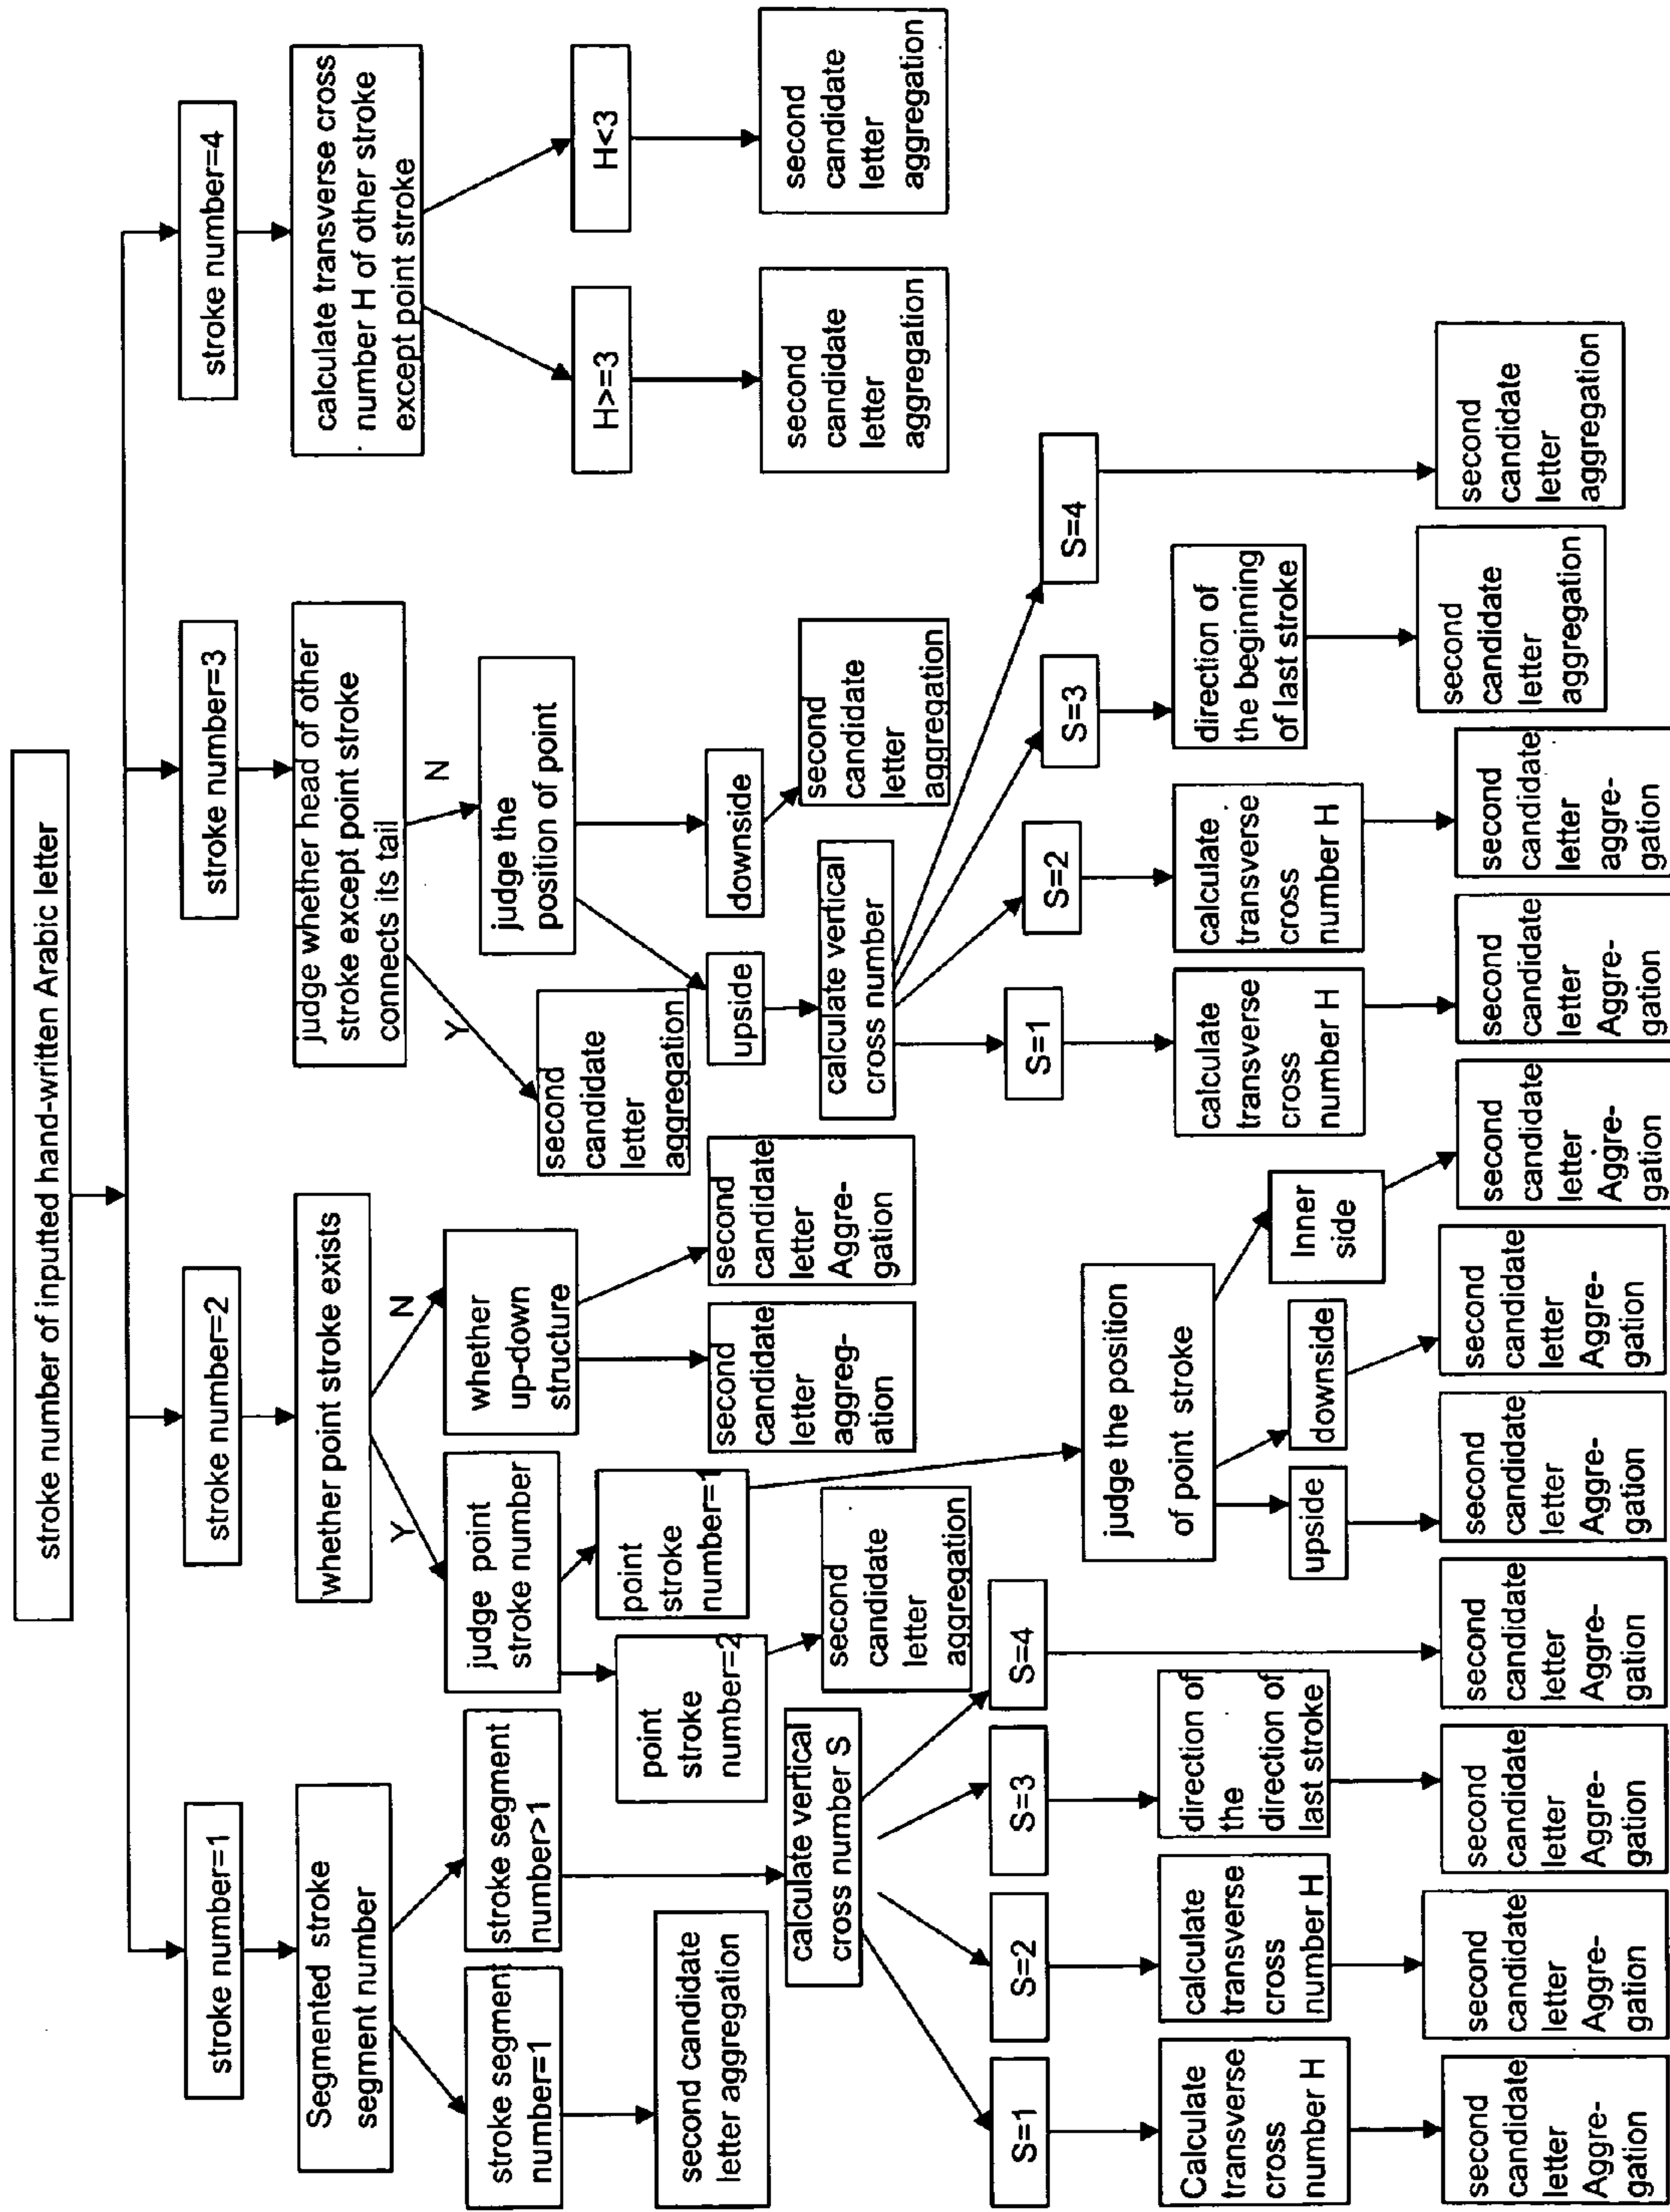 stroke number of inputted hand-written Arabic letter
stroke number=1
stroke number=2
stroke number=3
stroke number=4
Segmented stroke
segment number
whether point stroke exists
judge whether head of other
stroke except point stroke
connects its tail
calculate transverse cross
number H of other stroke
except point stroke
stroke segment
number=1
stroke segment
number>1
Y
N
judge point
stroke number
whether
up-down
structure
Y
N
judge the
position of point
H>=3
H<3
second candidate
letter aggregation
point
stroke
number=2
point
stroke
number=1
second
candidate
letter
aggreg-
ation
second
candidate
letter
Aggre-
gation
second
candidate
letter
aggregation
upside
downside
second
candidate
letter
aggregation
second
candidate
letter
aggregation
second
candidate
letter
aggregation
calculate vertical
cross number S
second
candidate
letter
aggregation
calculate vertical
cross number
S=1
S=2
S=3
S=4
judge the position
of point stroke
S=1
S=2
S=3
S=4
Calculate
transverse
cross
number H
calculate
transverse
cross
number H
direction of
the
direction of
last stroke
upside
downside
Inner
side
calculate
transverse
cross
number H
calculate
transverse
cross
number H
direction of
the beginning
of last stroke
second
candidate
letter
Aggre-
gation
second
candidate
letter
Aggre-
gation
second
candidate
letter
Aggre-
gation
second
candidate
letter
Aggre-
gation
second
candidate
letter
Aggre-
gation
second
candidate
letter
Aggre-
gation
second
candidate
letter
Aggre-
gation
second
candidate
letter
Aggre-
gation
second
candidate
letter
aggre-
gation
second
candidate
letter
aggregation
second
candidate
letter
aggregation